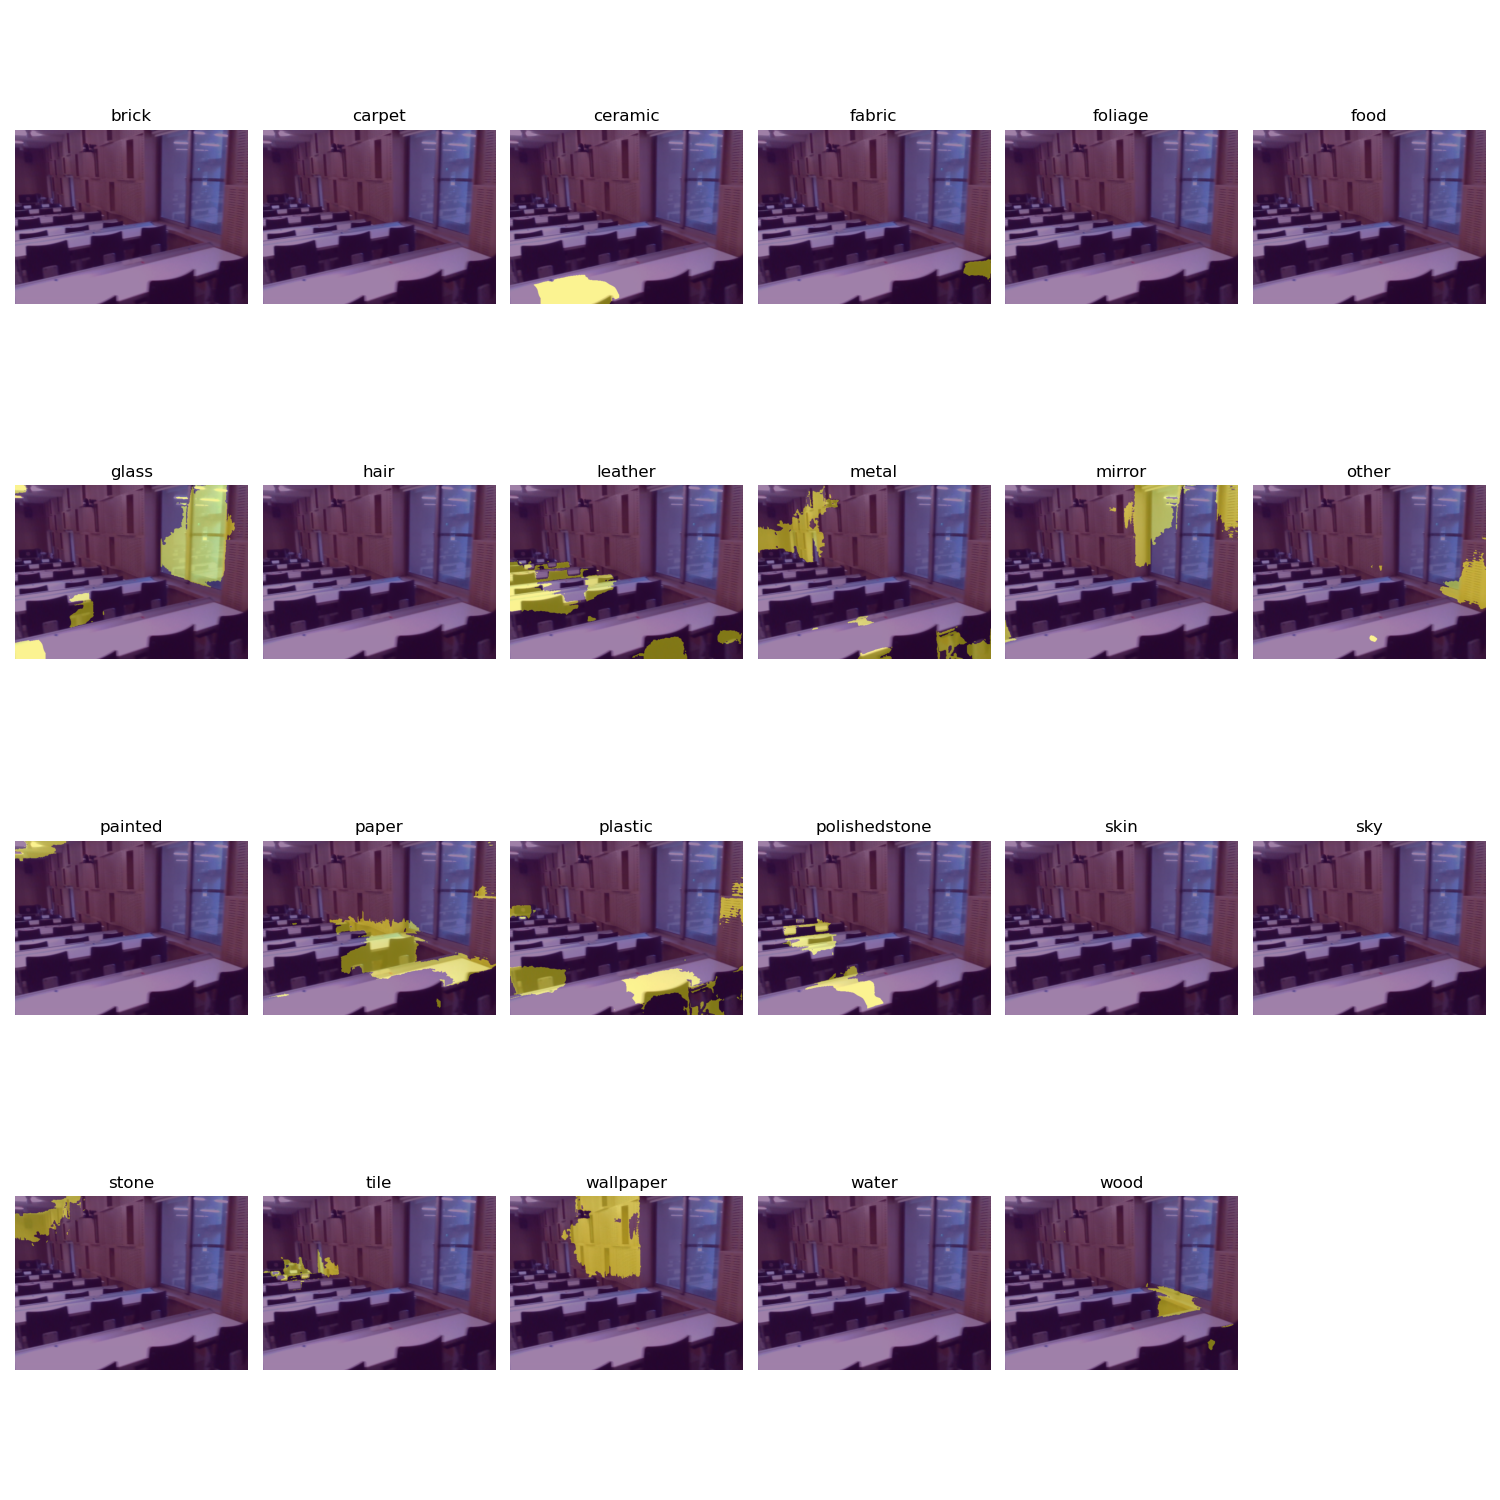 brick carpet ceramic fabric foliage food
glass hair leather metal mirror other
painted paper plastic polishedstone skin sky
stone tile wallpaper water wood